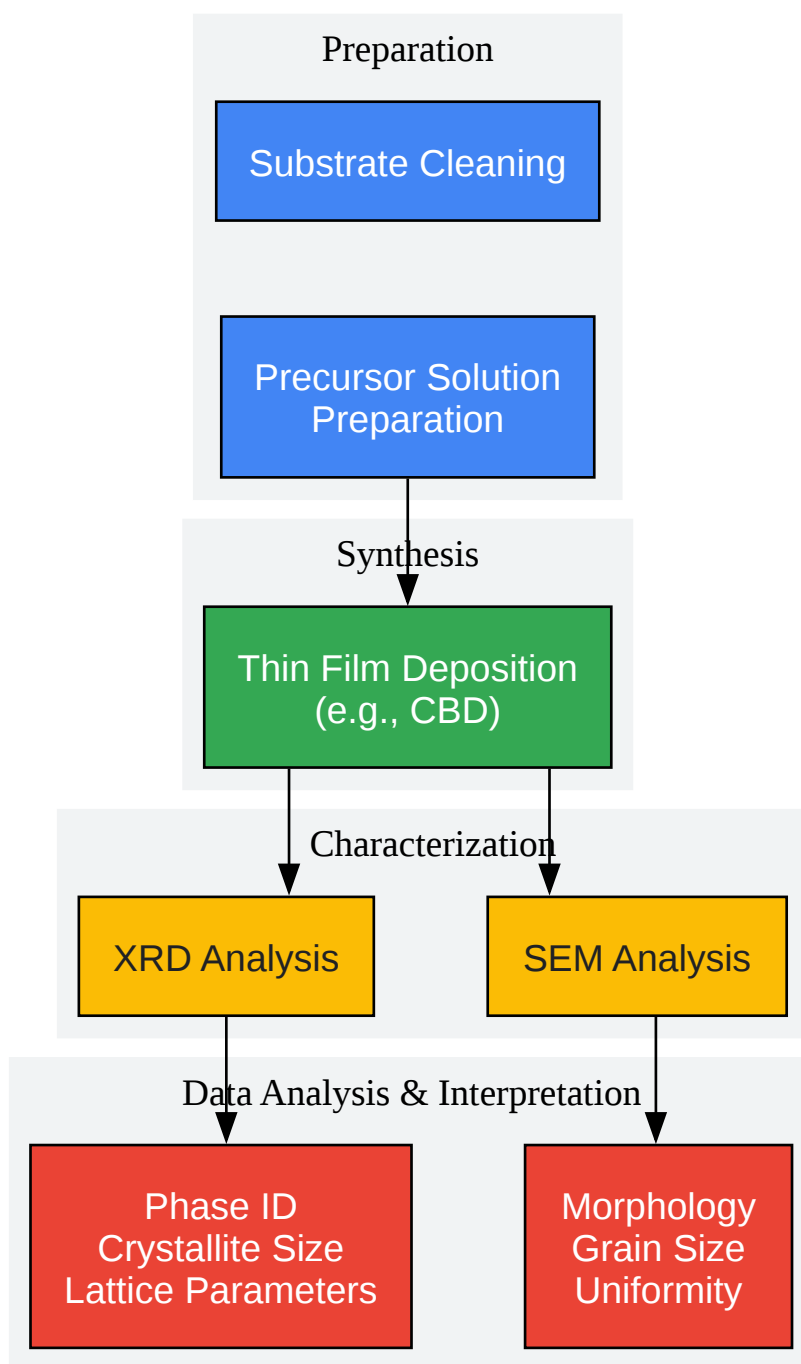 Preparation
Substrate Cleaning
Precursor Solution
Preparation
Synthesis
Thin Film Deposition
(e.g., CBD)
Characterization
XRD Analysis
SEM Analysis
Data Analysis & Interpretation
Phase ID
Crystallite Size
Lattice Parameters
Morphology
Grain Size
Uniformity